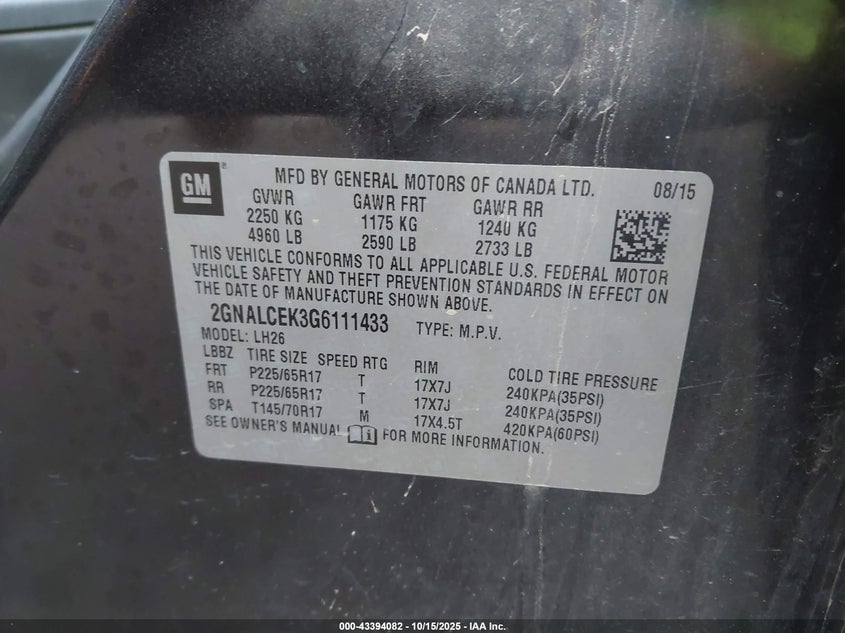 GM ®
MFD BY GENERAL MOTORS OF CANADA LTD. 08/15
GVWR GAWR FRT GAWR RR
2250 KG 1175 KG 1240 KG
4960 LB 2590 LB 2733 LB
THIS VEHICLE CONFORMS TO ALL APPLICABLE U.S. FEDERAL MOTOR
VEHICLE SAFETY AND THEFT PREVENTION STANDARDS IN EFFECT ON
THE DATE OF MANUFACTURE SHOWN ABOVE.
2GNALCEK3G6111433 TYPE: M.P.V.
MODEL: LH26
LBBZ TIRE SIZE SPEED RTG RIM COLD TIRE PRESSURE
FRT P225/65R17 T 17X7J 240KPA(35PSI)
RR P225/65R17 T 17X7J 240KPA(35PSI)
SPA T145/70R17 M 17X4.5T 420KPA(60PSI)
SEE OWNER'S MANUAL FOR MORE INFORMATION.
000-43394082 - 10/15/2025 - IAA Inc.